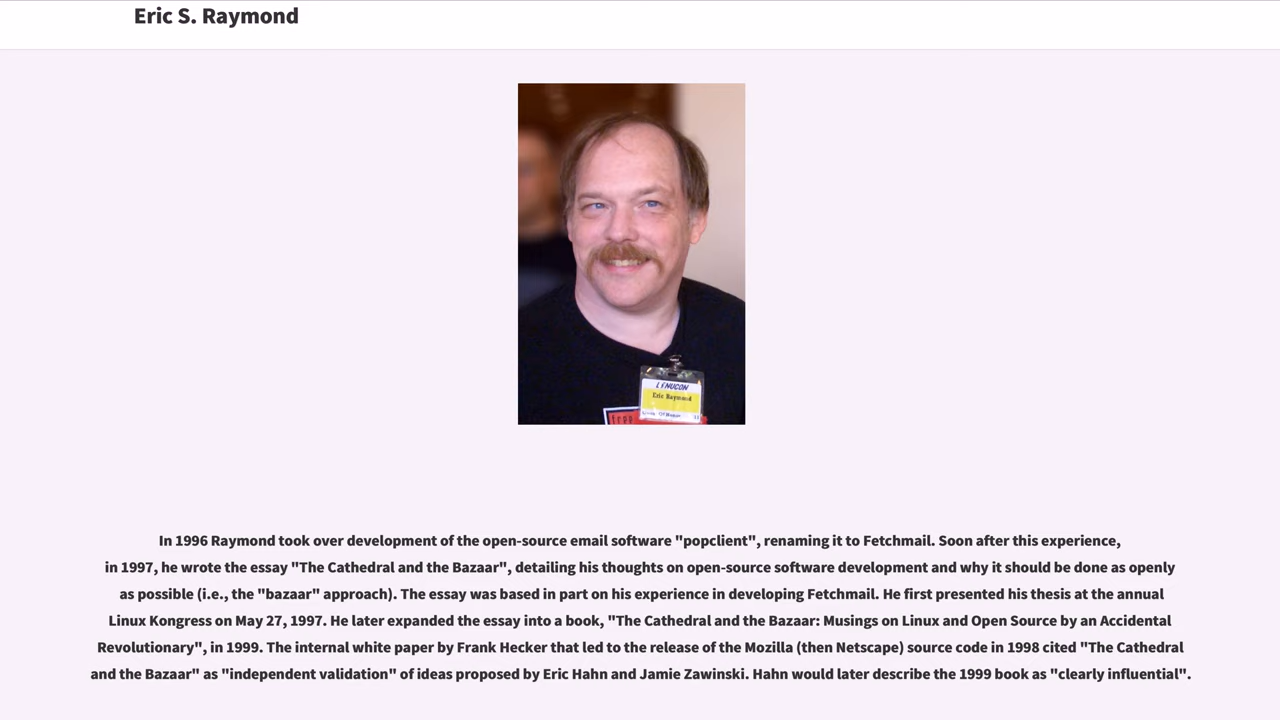 Eric S. Raymond
LINUCON
Eric Raymond
In 1996 Raymond took over development of the open-source email software "popclient", renaming it to Fetchmail. Soon after this experience,
in 1997, he wrote the essay "The Cathedral and the Bazaar", detailing his thoughts on open-source software development and why it should be done as openly
as possible (i.e., the "bazaar" approach). The essay was based in part on his experience in developing Fetchmail. He first presented his thesis at the annual
Linux Kongress on May 27, 1997. He later expanded the essay into a book, "The Cathedral and the Bazaar: Musings on Linux and Open Source by an Accidental
Revolutionary", in 1999. The internal white paper by Frank Hecker that led to the release of the Mozilla (then Netscape) source code in 1998 cited "The Cathedral
and the Bazaar" as "independent validation" of ideas proposed by Eric Hahn and Jamie Zawinski. Hahn would later describe the 1999 book as "clearly influential".